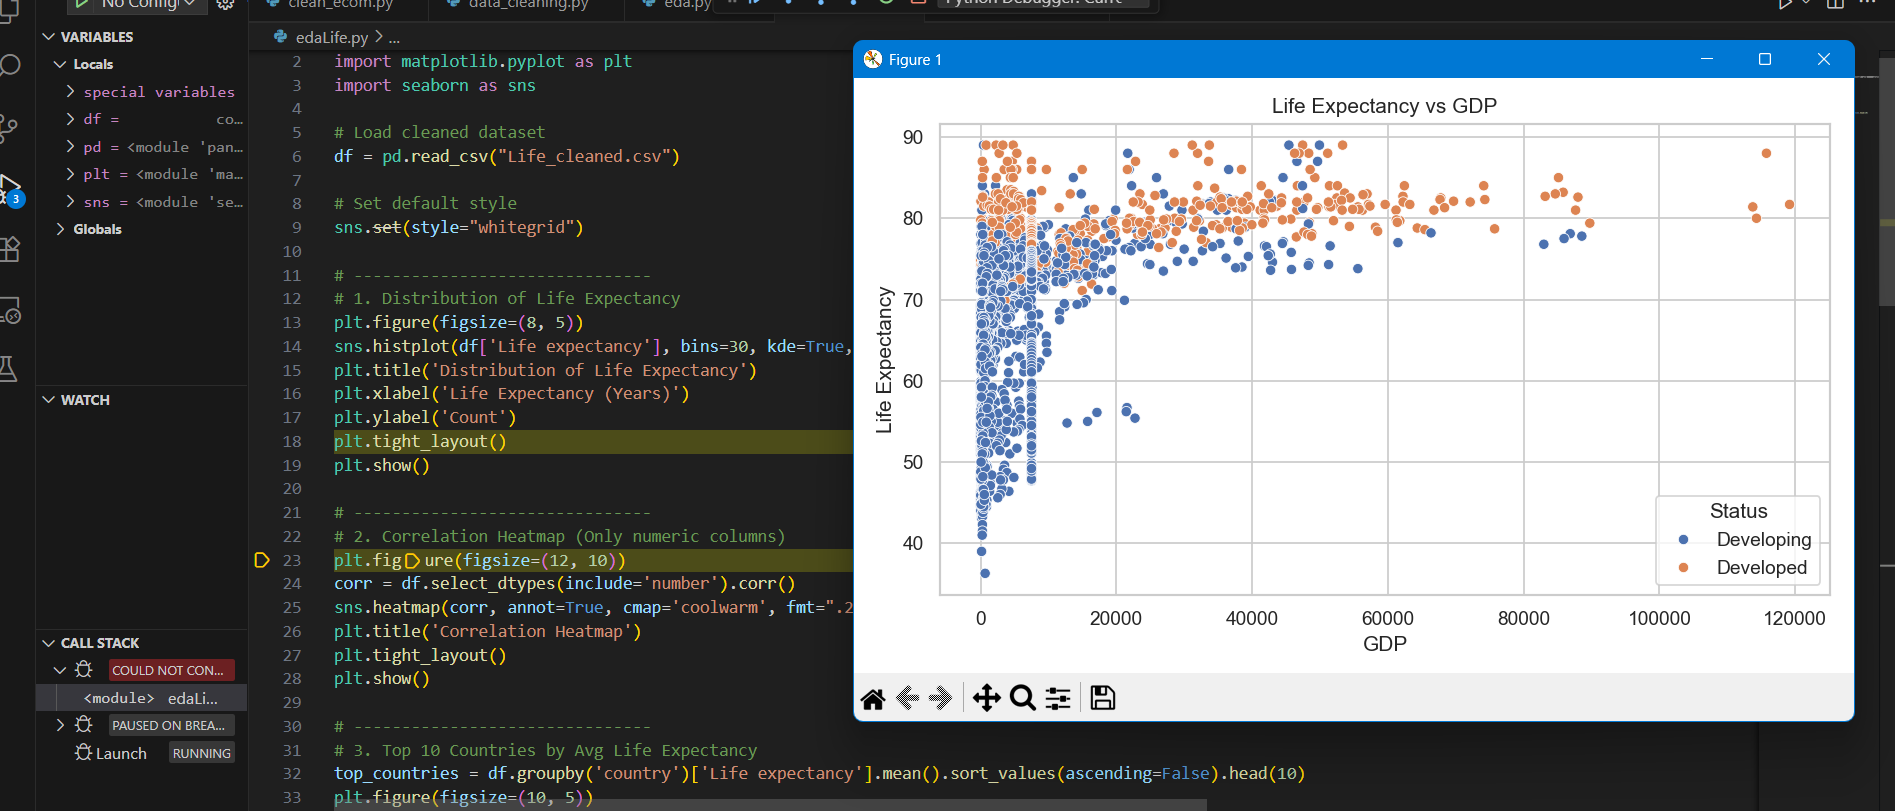 No Config
clean_ecom.py
data_cleaning.py
eda.py
VARIABLES
Locals
special variables
df = co...
pd = <module 'pan...
plt = <module 'ma...
sns = <module 'se...
Globals
3
WATCH
CALL STACK
COULD NOT CON...
<module> edaLi...
PAUSED ON BREA...
Launch RUNNING
edaLife.py > ...
2 import matplotlib.pyplot as plt
3 import seaborn as sns
4
5 # Load cleaned dataset
6 df = pd.read_csv("Life_cleaned.csv")
7
8 # Set default style
9 sns.set(style="whitegrid")
10
11 # -------------------------------
12 # 1. Distribution of Life Expectancy
13 plt.figure(figsize=(8, 5))
14 sns.histplot(df['Life expectancy'], bins=30, kde=True,
15 plt.title('Distribution of Life Expectancy')
16 plt.xlabel('Life Expectancy (Years)')
17 plt.ylabel('Count')
18 plt.tight_layout()
19 plt.show()
20
21 # -------------------------------
22 # 2. Correlation Heatmap (Only numeric columns)
23 plt.figure(figsize=(12, 10))
24 corr = df.select_dtypes(include='number').corr()
25 sns.heatmap(corr, annot=True, cmap='coolwarm', fmt=".2
26 plt.title('Correlation Heatmap')
27 plt.tight_layout()
28 plt.show()
29
30 # -------------------------------
31 # 3. Top 10 Countries by Avg Life Expectancy
32 top_countries = df.groupby('country')['Life expectancy'].mean().sort_values(ascending=False).head(10)
33 plt.figure(figsize=(10, 5))
Figure 1
Life Expectancy vs GDP
90
80
70
60
50
40
Life Expectancy
0 20000 40000 60000 80000 100000 120000
GDP
Status
Developing
Developed